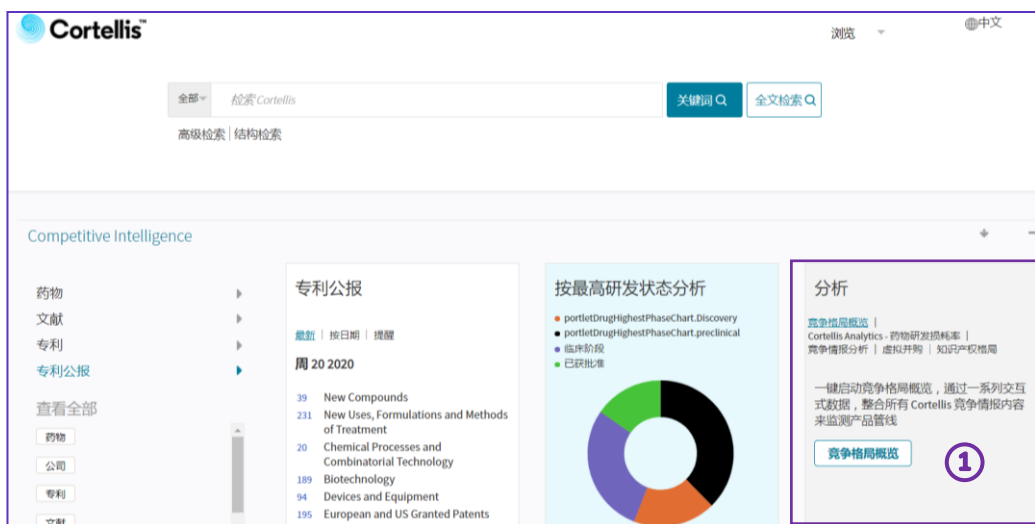 Cortellis™
浏览
中文
全部
检索 Cortellis
关键词
全文检索
高级检索 | 结构检索
Competitive Intelligence
药物
文献
专利
专利公报
查看全部
药物
公司
专利
文献
专利公报
最新 | 按日期 | 提醒
周 20 2020
39 New Compounds
231 New Uses, Formulations and Methods
of Treatment
20 Chemical Processes and
Combinatorial Technology
189 Biotechnology
94 Devices and Equipment
195 European and US Granted Patents
按最高研发状态分析
portletDrugHighestPhaseChart.Discovery
portletDrugHighestPhaseChart.preclinical
临床阶段
已获批准
分析
竞争格局概览 |
Cortellis Analytics - 药物研发损耗率 |
竞争情报分析 | 虚拟并购 | 知识产权格局
一键启动竞争格局概览，通过一系列交互
式数据，整合所有 Cortellis 竞争情报内容
来监测产品管线
竞争格局概览
①